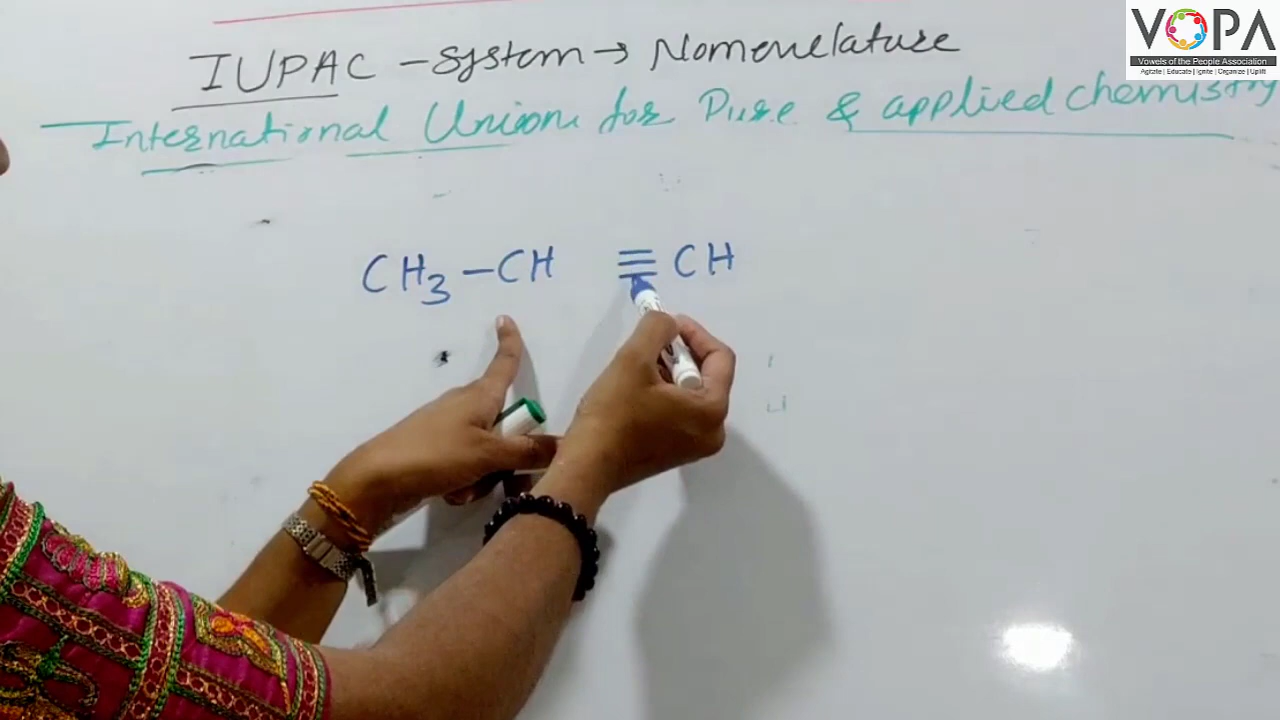 VOPA
Vowels of the People Association
Agitate | Educate | Ignite | Organize | Uplift
IUPAC – system → Nomenclature
International Union for Pure & applied chemistry
CH3 – CH ≡ CH